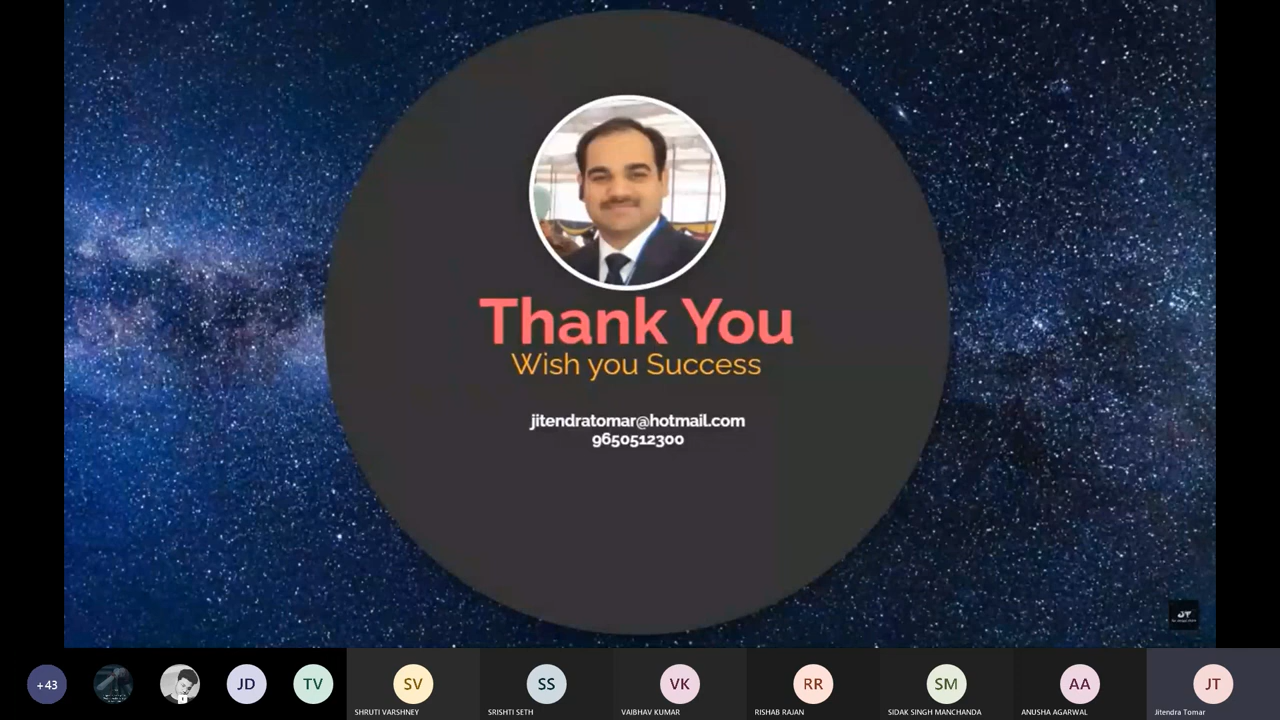 Thank You
Wish you Success
jitendratomar@hotmail.com
9650512300
+43
JD
TV
SV
SHRUTI VARSHNEY
SS
SRISHTI SETH
VK
VAIBHAV KUMAR
RR
RISHAB RAJAN
SM
SIDAK SINGH MANCHANDA
AA
ANUSHA AGARWAL
JT
Jitendra Tomar